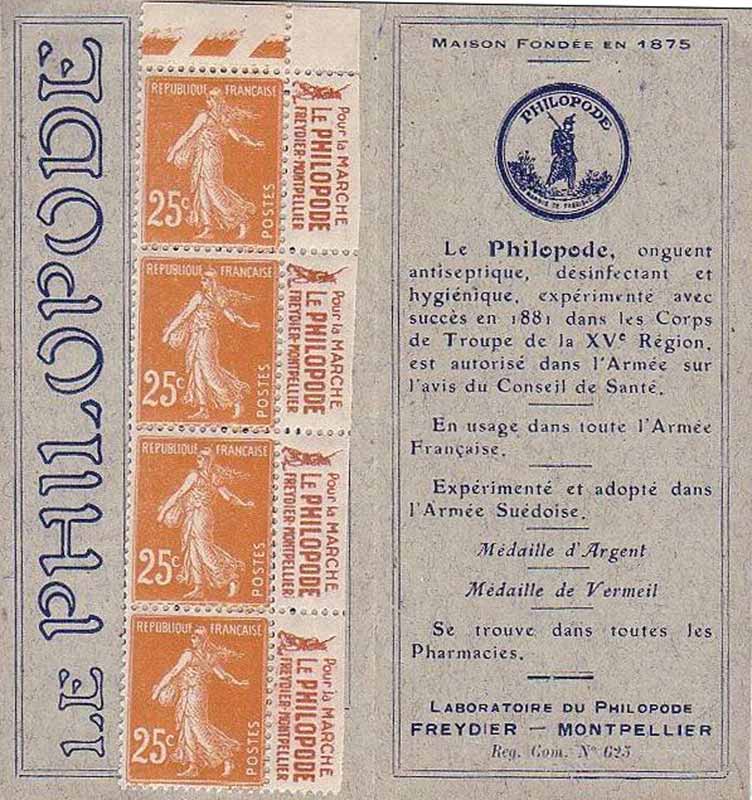 LE PHILOPODE
REPUBLIQUE FRANÇAISE
25c
POSTES
Pour la MARCHE
LE PHILOPODE
FREYDIER-MONTPELLIER
REPUBLIQUE FRANÇAISE
25c
POSTES
Pour la MARCHE
LE PHILOPODE
FREYDIER-MONTPELLIER
REPUBLIQUE FRANÇAISE
25c
POSTES
Pour la MARCHE
LE PHILOPODE
FREYDIER-MONTPELLIER
REPUBLIQUE FRANÇAISE
25c
POSTES
Pour la MARCHE
LE PHILOPODE
FREYDIER-MONTPELLIER
MAISON FONDÉE EN 1875
PHILOPODE
MARQUE DE FABRIQUE
Le Philopode, onguent
antiseptique, désinfectant et
hygiénique, expérimenté avec
succès en 1881 dans les Corps
de Troupe de la XVe Région,
est autorisé dans l'Armée sur
l'avis du Conseil de Santé.
En usage dans toute l'Armée
Française.
Expérimenté et adopté dans
l'Armée Suédoise.
Médaille d'Argent
Médaille de Vermeil
Se trouve dans toutes les
Pharmacies.
LABORATOIRE DU PHILOPODE
FREYDIER — MONTPELLIER
Reg. Com. N° 625